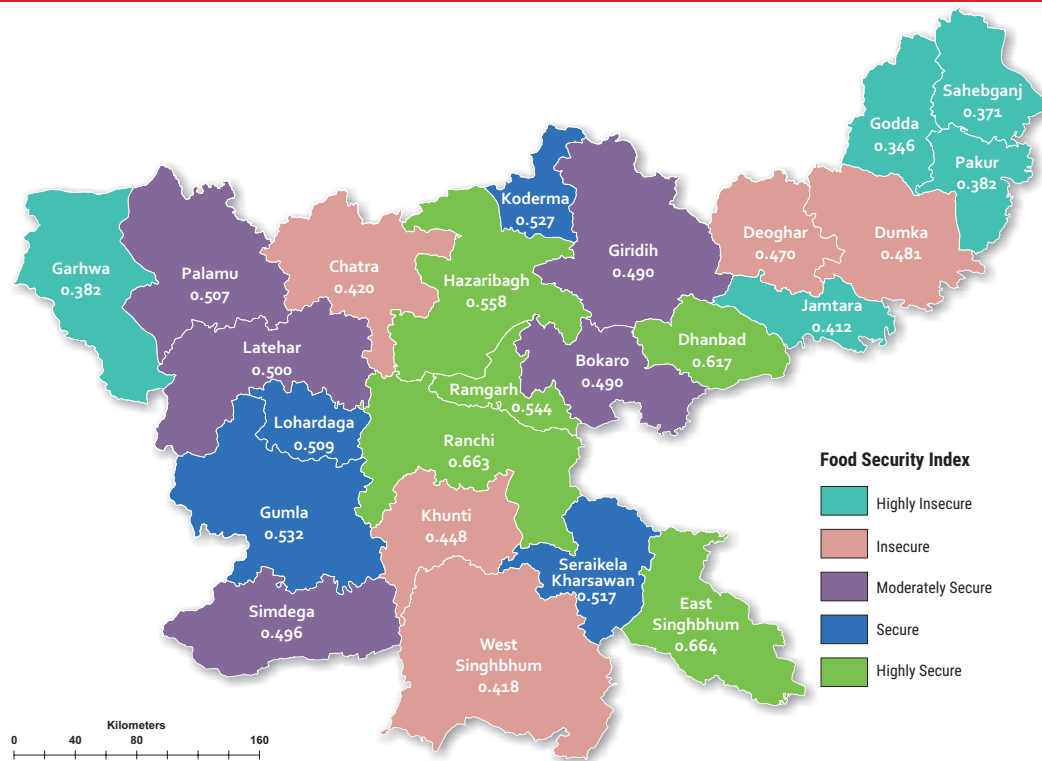 Sahebganj
0.371
Godda
0.346
Pakur
0.382
Koderma
0.527
Giridih
0.490
Deoghar
0.470
Dumka
0.481
Garhwa
0.382
Palamu
0.507
Chatra
0.420
Hazaribagh
0.558
Jamtara
0.412
Latehar
0.500
Dhanbad
0.617
Bokaro
0.490
Ramgarh
0.544
Lohardaga
0.509
Ranchi
0.663
Gumla
0.532
Khunti
0.448
Seraikela
Kharsawan
0.517
Simdega
0.496
East
Singhbhum
0.664
West
Singhbhum
0.418
Food Security Index
Highly Insecure
Insecure
Moderately Secure
Secure
Highly Secure
Kilometers
0 40 80 160